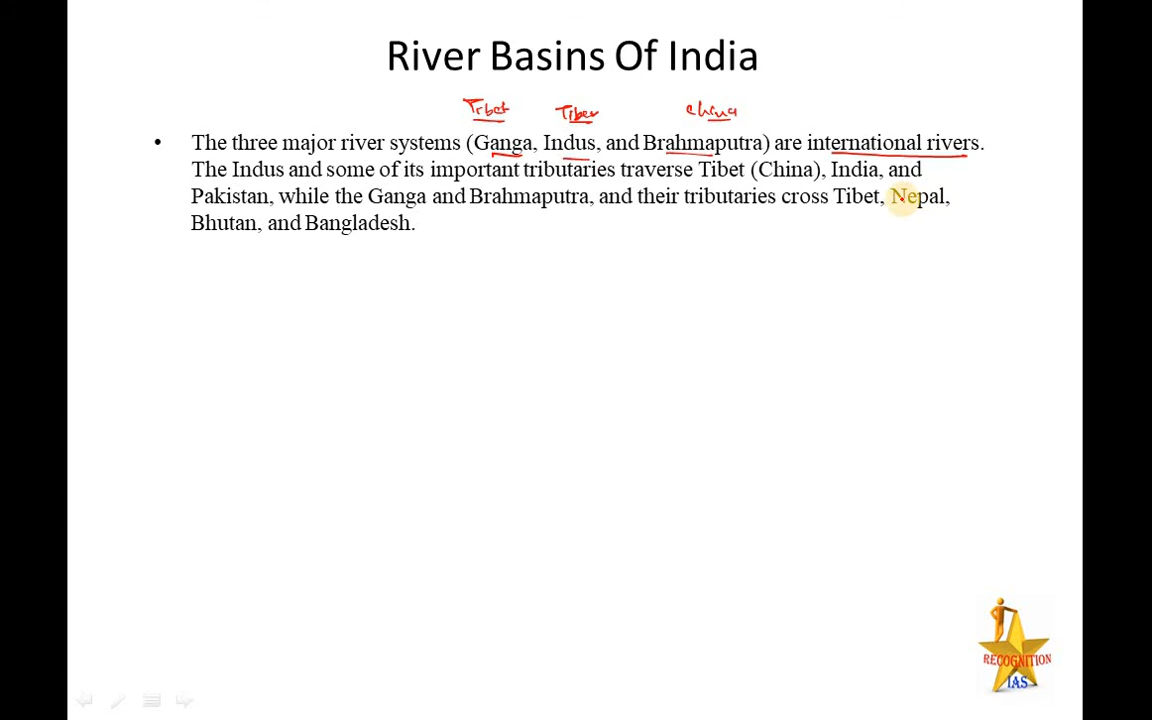 River Basins Of India
Tibet Tiber China
• The three major river systems (Ganga, Indus, and Brahmaputra) are international rivers.
The Indus and some of its important tributaries traverse Tibet (China), India, and
Pakistan, while the Ganga and Brahmaputra, and their tributaries cross Tibet, Nepal,
Bhutan, and Bangladesh.
RECOGNITION
IAS